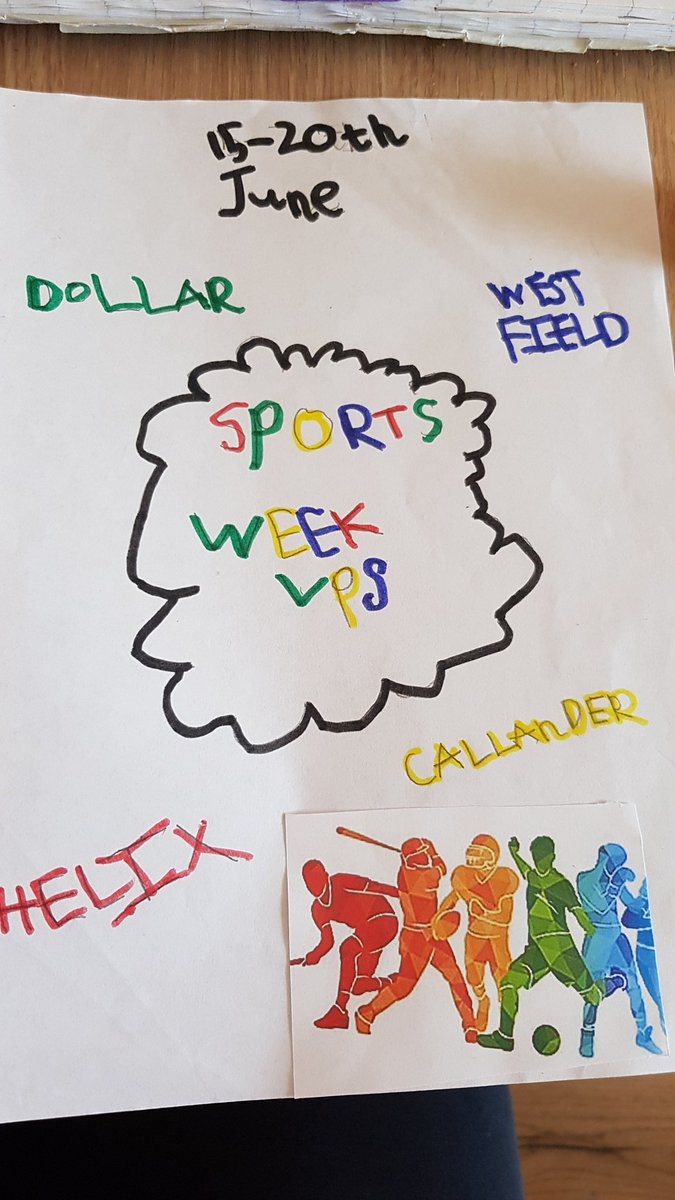 15-20th
June
DOLLAR
WEST
FIELD
SPORTS
WEEK
VPS
CALLANDER
HELIX